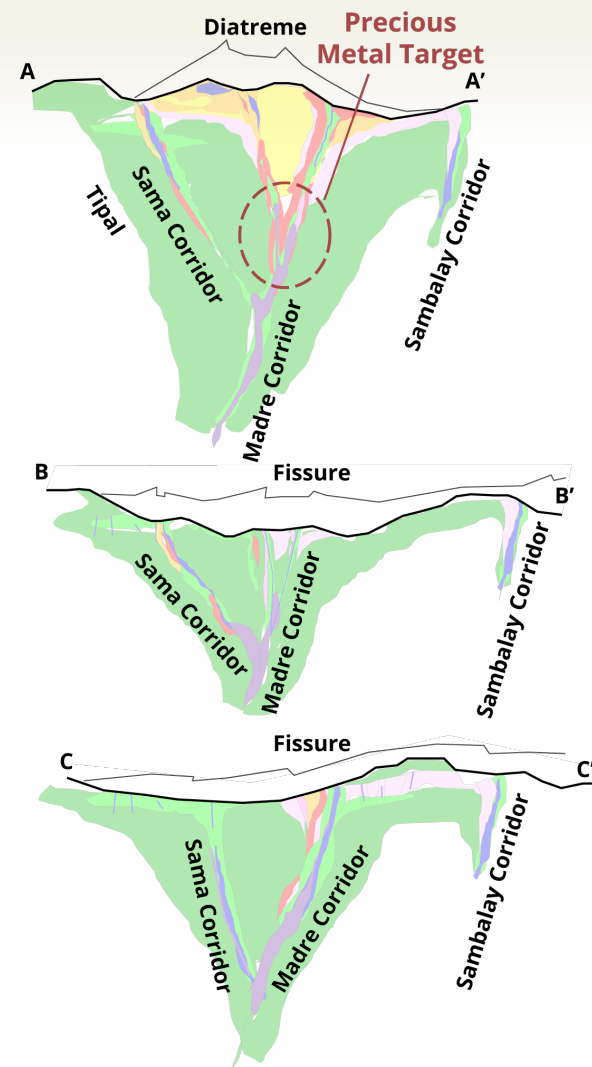 Diatreme
Precious
Metal Target
A
A'
Tipal
Sama Corridor
Madre Corridor
Sambalay Corridor
B
Fissure
B'
Sama Corridor
Madre Corridor
Sambalay Corridor
Fissure
C
C'
Sama Corridor
Madre Corridor
Sambalay Corridor